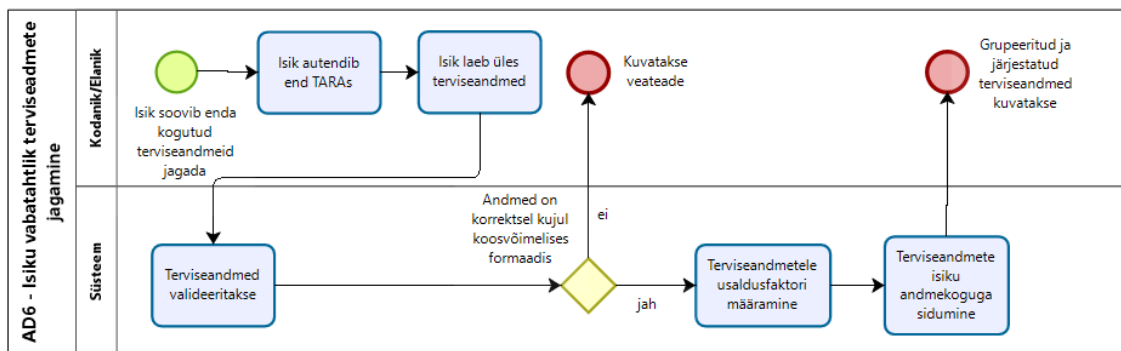 AD6 - Isiku vabatahtlik terviseadmete
jagamine
Kodanik/Elanik
Isik soovib enda
kogutud
terviseandmeid
jagada
Isik autendib
end TARAs
Isik laeb üles
terviseandmed
Kuvatakse
veateade
Grupeeritud ja
järjestatud
terviseandmed
kuvatakse
Süsteem
Terviseandmed
valideeritakse
Andmed on
korrektsel kujul
koosvõimelises
formaadis
ei
jah
Terviseandmetele
usaldusfaktori
määramine
Terviseandmete
isiku
andmekoguga
sidumine